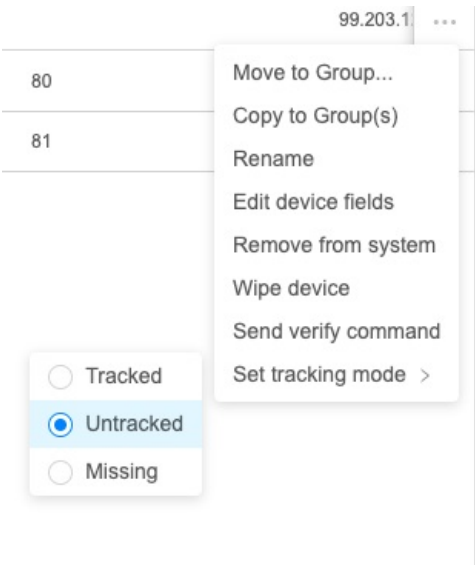 99.203.1
...
80
81
Move to Group...
Copy to Group(s)
Rename
Edit device fields
Remove from system
Wipe device
Send verify command
Set tracking mode >
Tracked
Untracked
Missing